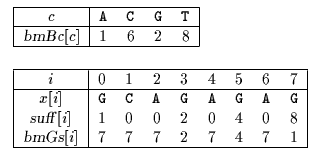 c A C G T
bmBc[c] 1 6 2 8
i 0 1 2 3 4 5 6 7
x[i] G C A G A G A G
suff[i] 1 0 0 2 0 4 0 8
bmGs[i] 7 7 7 2 7 4 7 1